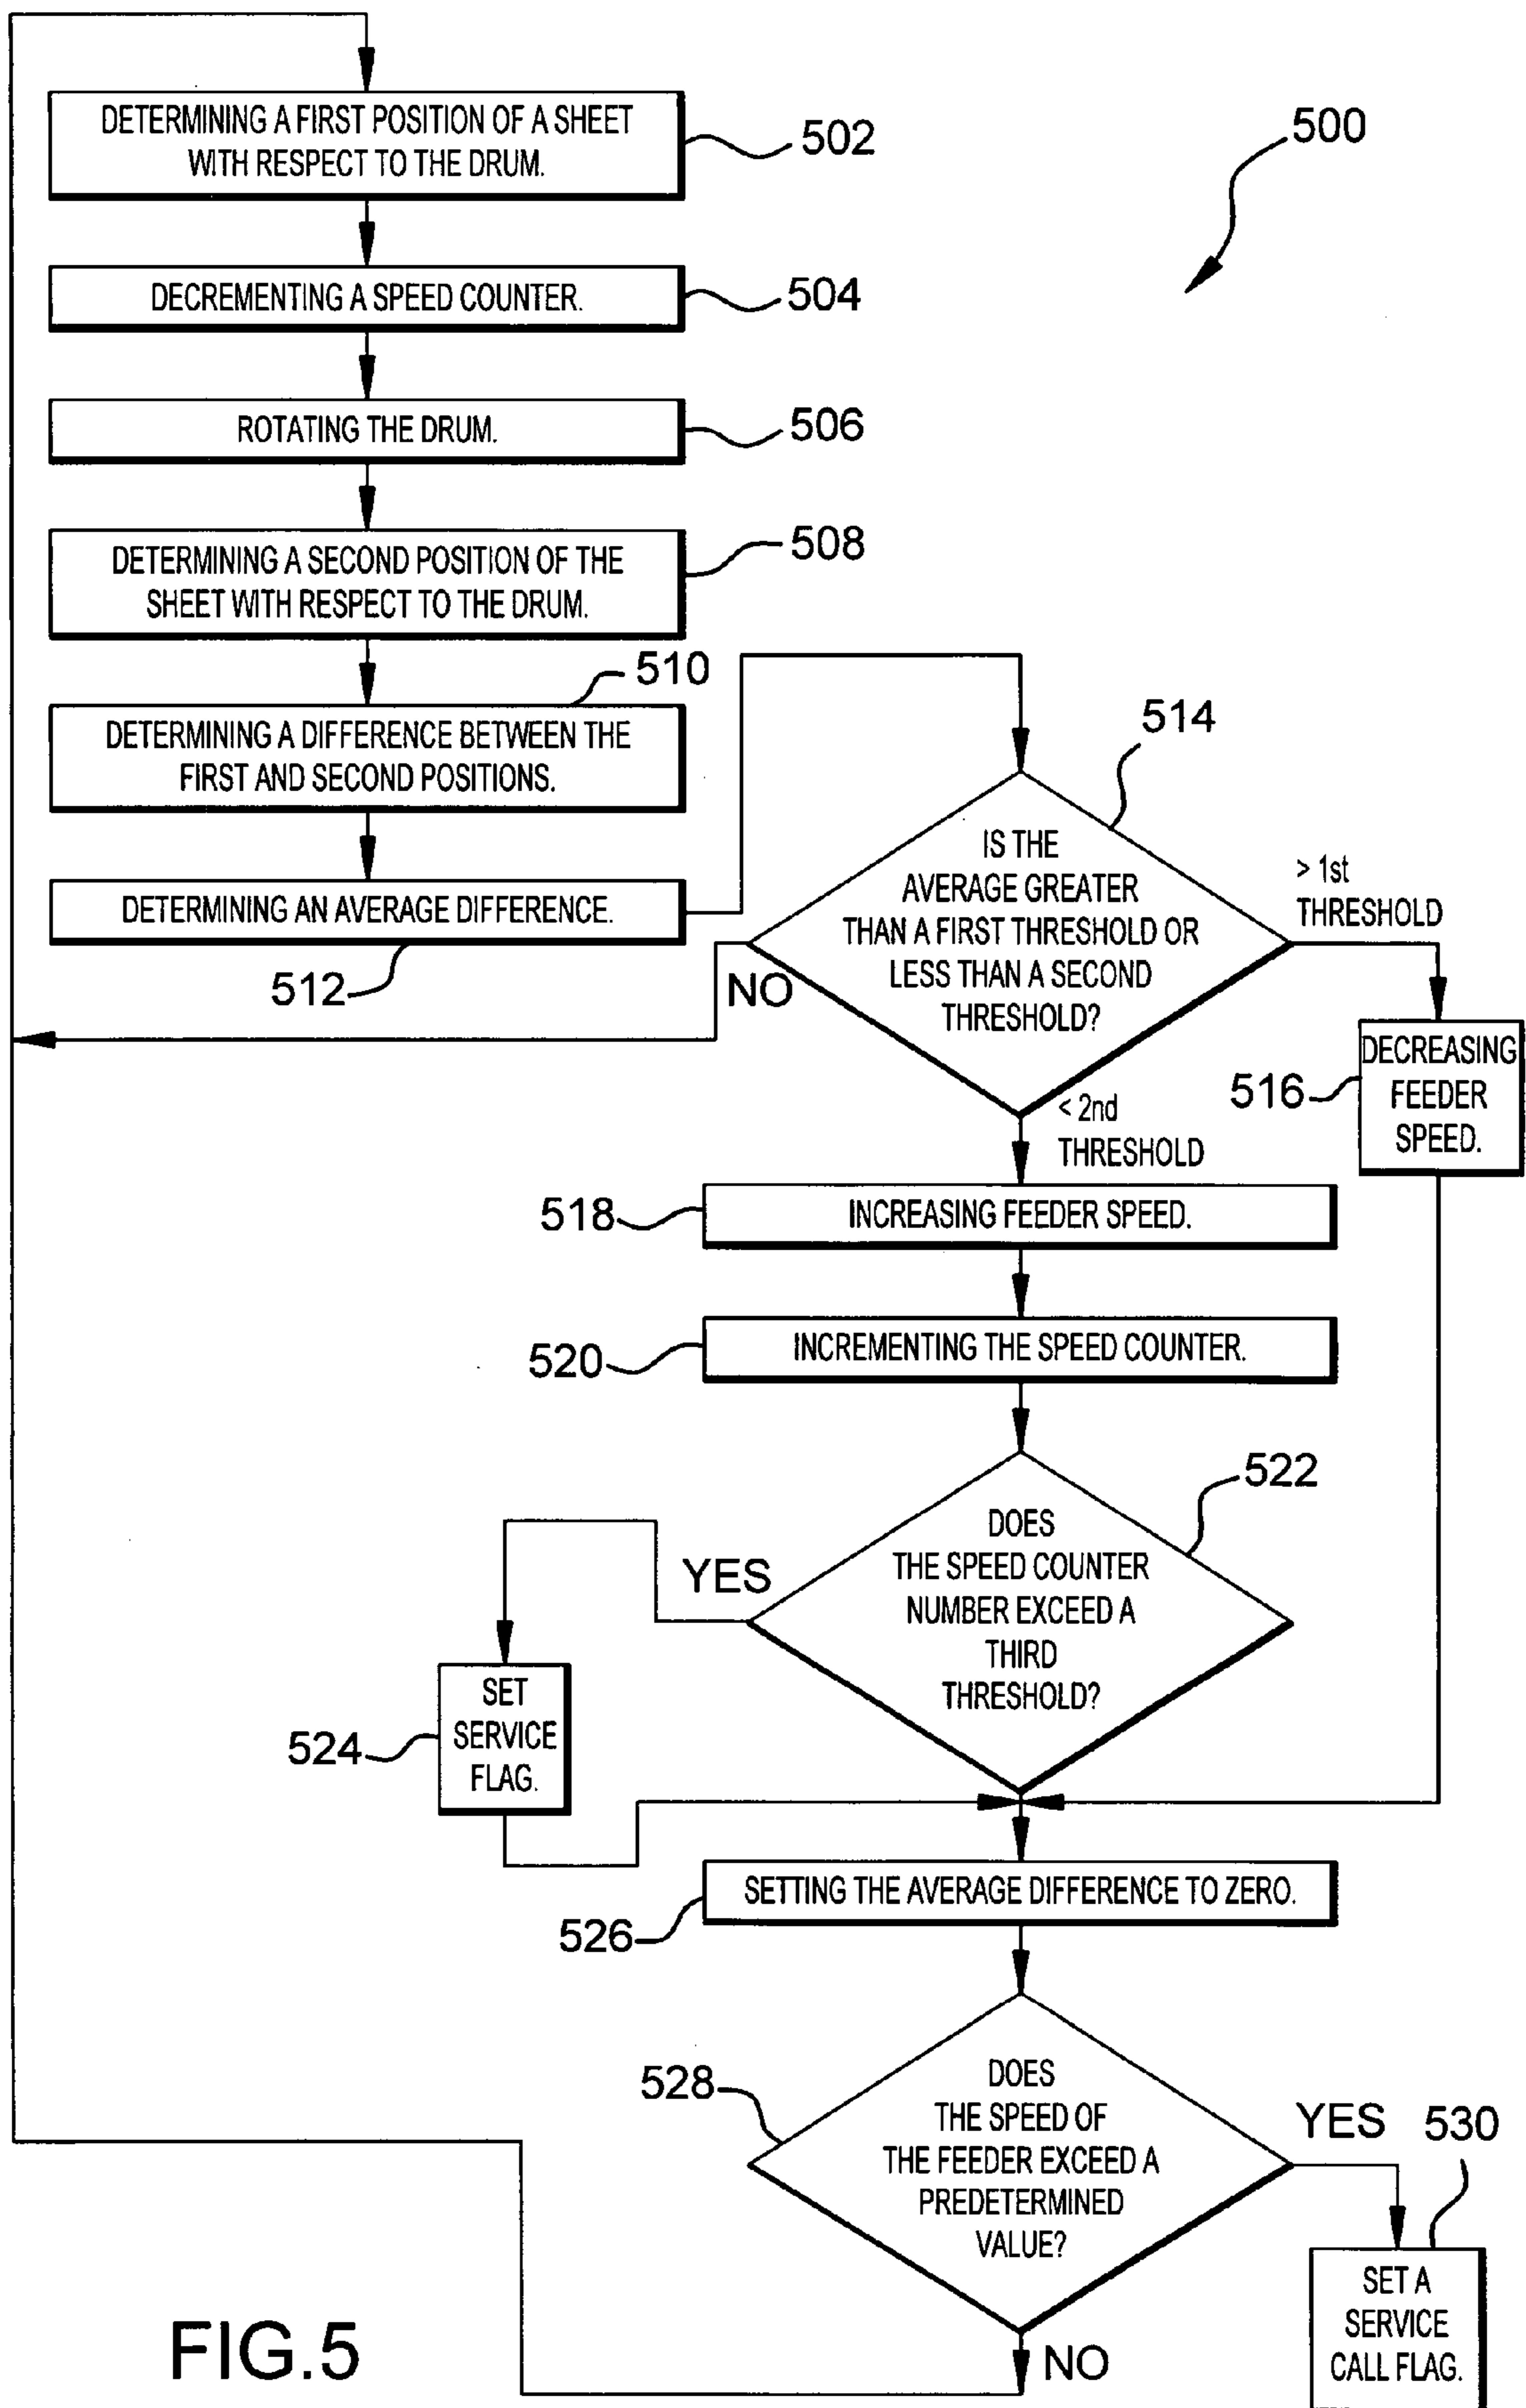 DETERMINING A FIRST POSITION OF A SHEET
WITH RESPECT TO THE DRUM.
502
500
DECREMENTING A SPEED COUNTER.
504
ROTATING THE DRUM.
506
DETERMINING A SECOND POSITION OF THE
SHEET WITH RESPECT TO THE DRUM.
508
510
DETERMINING A DIFFERENCE BETWEEN THE
FIRST AND SECOND POSITIONS.
DETERMINING AN AVERAGE DIFFERENCE.
512
514
IS THE
AVERAGE GREATER
THAN A FIRST THRESHOLD OR
LESS THAN A SECOND
THRESHOLD?
NO
> 1st
THRESHOLD
DECREASING
FEEDER
SPEED.
516
< 2nd
THRESHOLD
518
INCREASING FEEDER SPEED.
520
INCREMENTING THE SPEED COUNTER.
522
DOES
THE SPEED COUNTER
NUMBER EXCEED A
THIRD
THRESHOLD?
YES
SET
SERVICE
FLAG.
524
SETTING THE AVERAGE DIFFERENCE TO ZERO.
526
528
DOES
THE SPEED OF
THE FEEDER EXCEED A
PREDETERMINED
VALUE?
YES
530
SET A
SERVICE
CALL FLAG.
NO
FIG.5